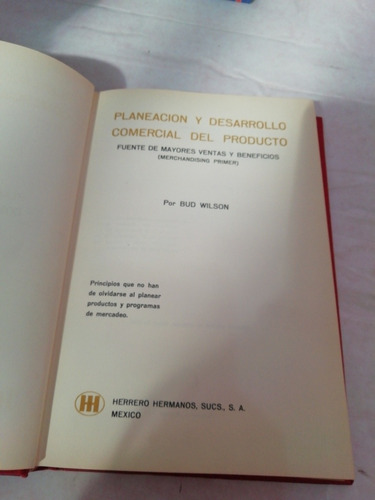 PLANEACION Y DESARROLLO
COMERCIAL DEL PRODUCTO
FUENTE DE MAYORES VENTAS Y BENEFICIOS
(MERCHANDISING PRIMER)
Por BUD WILSON
Principios que no han
de olvidarse al planear
productos y programas
de mercadeo.
HH
HERRERO HERMANOS, SUCS., S. A.
MEXICO